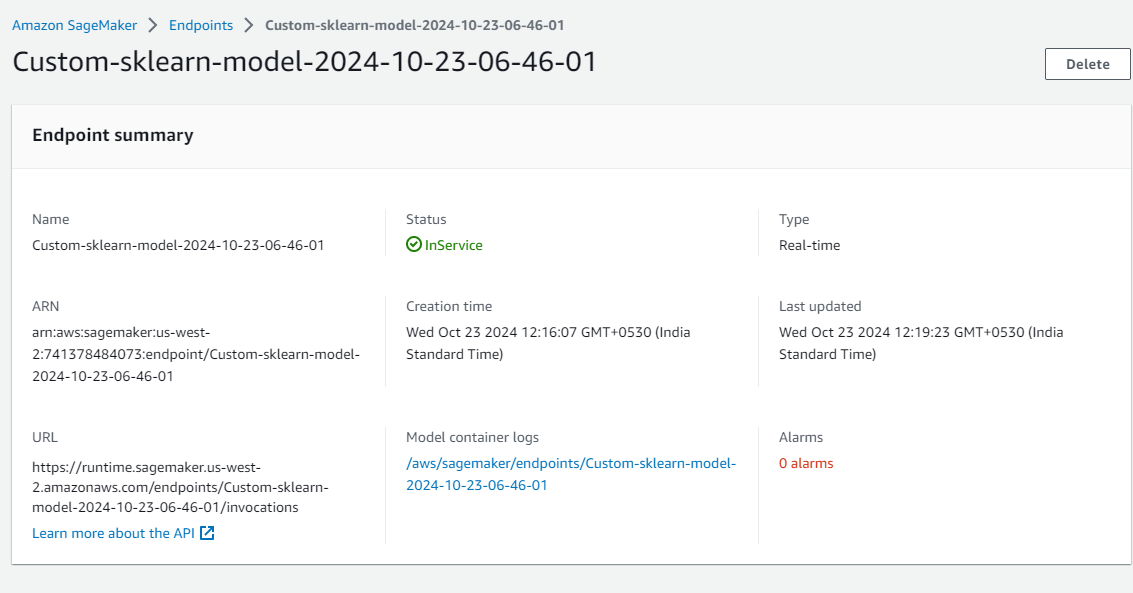 Amazon SageMaker > Endpoints > Custom-sklearn-model-2024-10-23-06-46-01
Custom-sklearn-model-2024-10-23-06-46-01
Delete
Endpoint summary
Name
Custom-sklearn-model-2024-10-23-06-46-01
Status
InService
Type
Real-time
ARN
arn:aws:sagemaker:us-west-
2:741378484073:endpoint/Custom-sklearn-model-
2024-10-23-06-46-01
Creation time
Wed Oct 23 2024 12:16:07 GMT+0530 (India
Standard Time)
Last updated
Wed Oct 23 2024 12:19:23 GMT+0530 (India
Standard Time)
URL
https://runtime.sagemaker.us-west-
2.amazonaws.com/endpoints/Custom-sklearn-
model-2024-10-23-06-46-01/invocations
Learn more about the API
Model container logs
/aws/sagemaker/endpoints/Custom-sklearn-model-
2024-10-23-06-46-01
Alarms
0 alarms